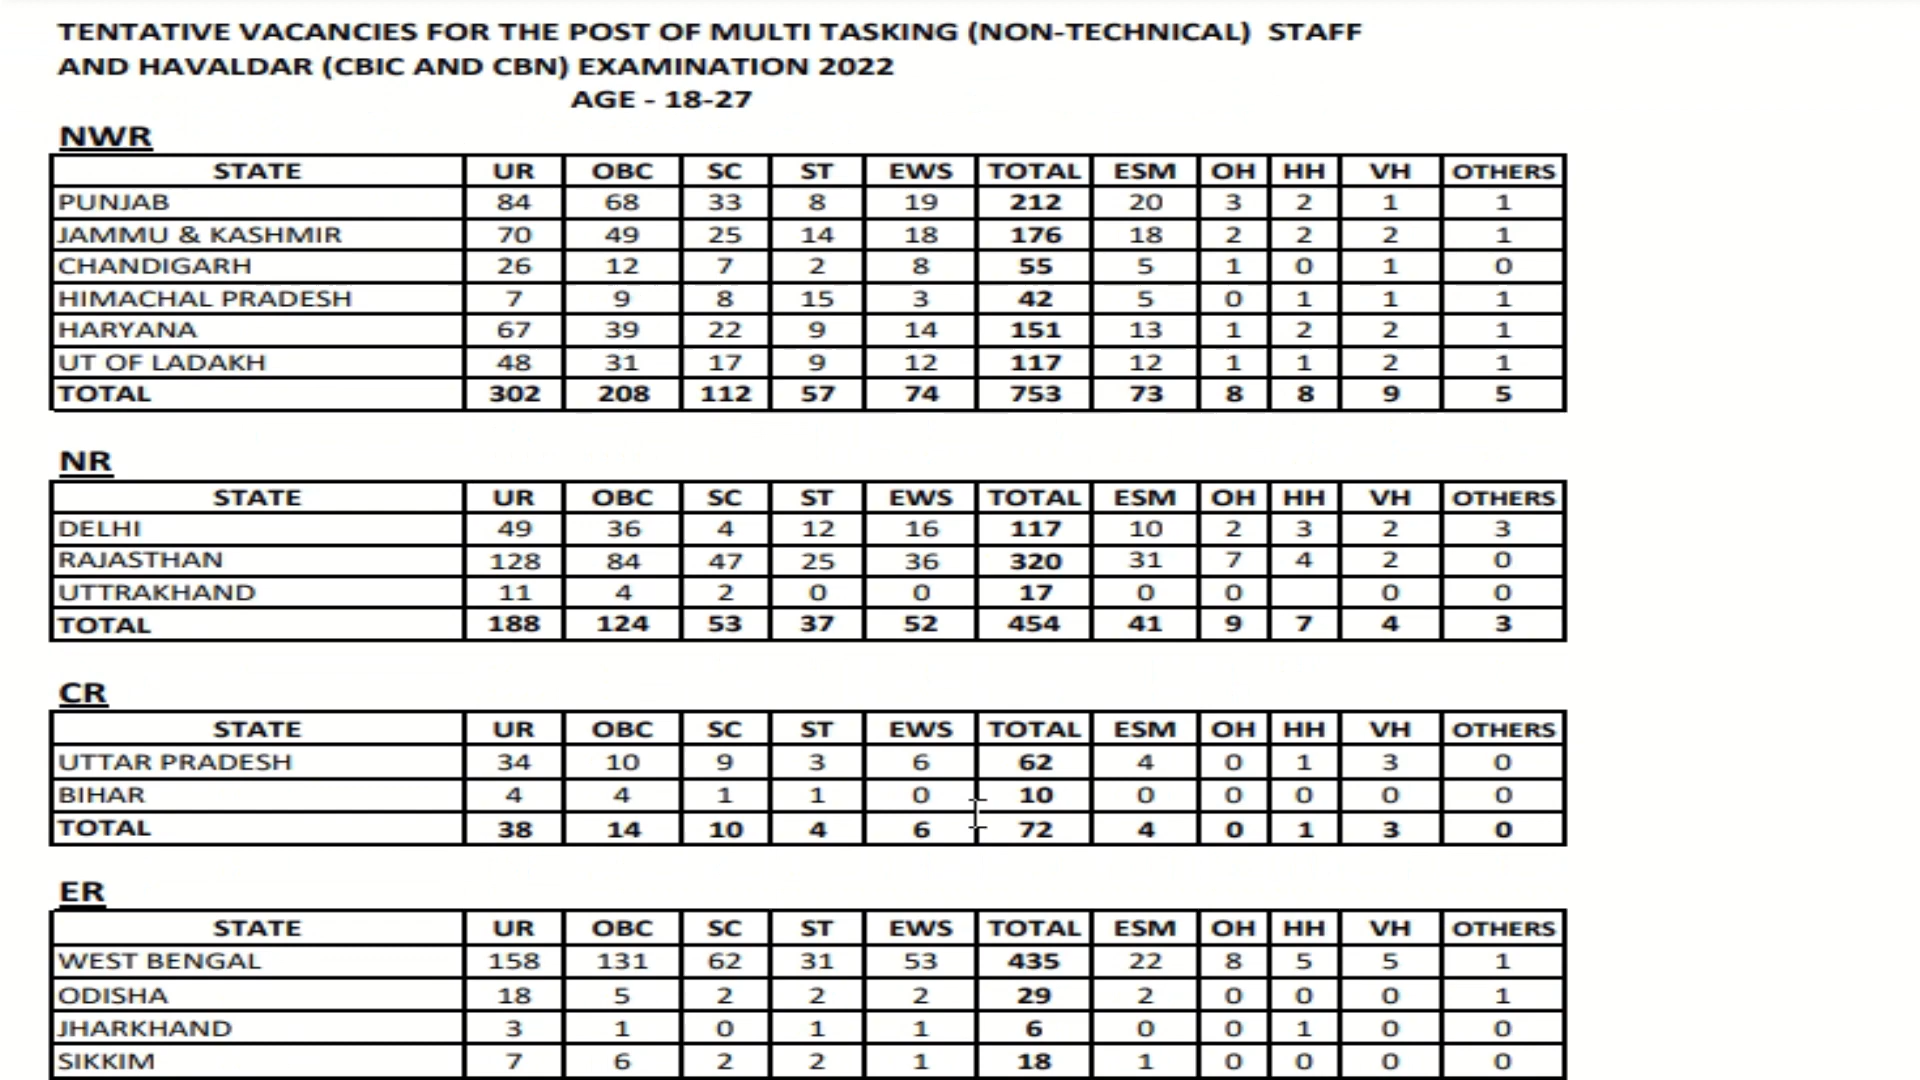 TENTATIVE VACANCIES FOR THE POST OF MULTI TASKING (NON-TECHNICAL) STAFF
AND HAVALDAR (CBIC AND CBN) EXAMINATION 2022
AGE - 18-27
NWR
STATE UR OBC SC ST EWS TOTAL ESM OH HH VH OTHERS
PUNJAB 84 68 33 8 19 212 20 3 2 1 1
JAMMU & KASHMIR 70 49 25 14 18 176 18 2 2 2 1
CHANDIGARH 26 12 7 2 8 55 5 1 0 1 0
HIMACHAL PRADESH 7 9 8 15 3 42 5 0 1 1 1
HARYANA 67 39 22 9 14 151 13 1 2 2 1
UT OF LADAKH 48 31 17 9 12 117 12 1 1 2 1
TOTAL 302 208 112 57 74 753 73 8 8 9 5
NR
STATE UR OBC SC ST EWS TOTAL ESM OH HH VH OTHERS
DELHI 49 36 4 12 16 117 10 2 3 2 3
RAJASTHAN 128 84 47 25 36 320 31 7 4 2 0
UTTRAKHAND 11 4 2 0 0 17 0 0 0 0
TOTAL 188 124 53 37 52 454 41 9 7 4 3
CR
STATE UR OBC SC ST EWS TOTAL ESM OH HH VH OTHERS
UTTAR PRADESH 34 10 9 3 6 62 4 0 1 3 0
BIHAR 4 4 1 1 0 10 0 0 0 0 0
TOTAL 38 14 10 4 6 72 4 0 1 3 0
ER
STATE UR OBC SC ST EWS TOTAL ESM OH HH VH OTHERS
WEST BENGAL 158 131 62 31 53 435 22 8 5 5 1
ODISHA 18 5 2 2 2 29 2 0 0 0 1
JHARKHAND 3 1 0 1 1 6 0 0 1 0 0
SIKKIM 7 6 2 2 1 18 1 0 0 0 0